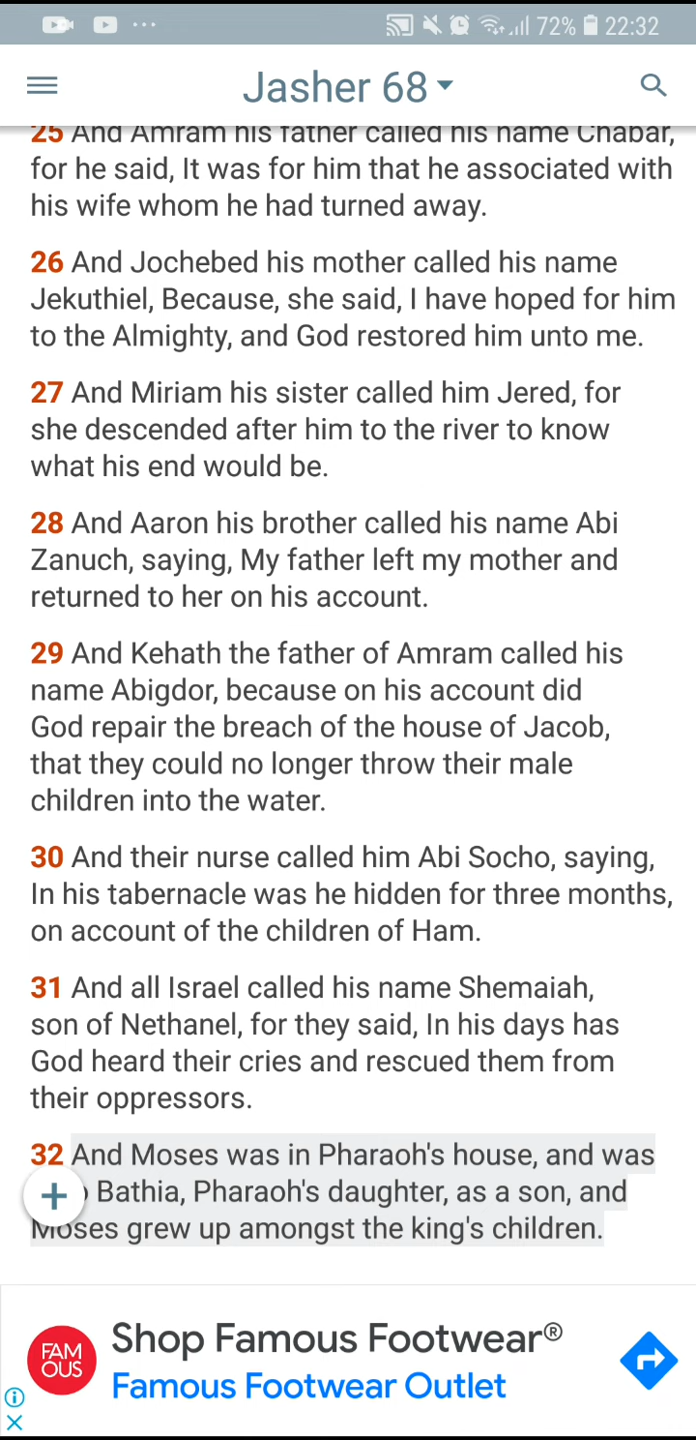 72% 22:32
Jasher 68
25 And Amram his father called his name Chabar,
for he said, It was for him that he associated with
his wife whom he had turned away.
26 And Jochebed his mother called his name
Jekuthiel, Because, she said, I have hoped for him
to the Almighty, and God restored him unto me.
27 And Miriam his sister called him Jered, for
she descended after him to the river to know
what his end would be.
28 And Aaron his brother called his name Abi
Zanuch, saying, My father left my mother and
returned to her on his account.
29 And Kehath the father of Amram called his
name Abigdor, because on his account did
God repair the breach of the house of Jacob,
that they could no longer throw their male
children into the water.
30 And their nurse called him Abi Socho, saying,
In his tabernacle was he hidden for three months,
on account of the children of Ham.
31 And all Israel called his name Shemaiah,
son of Nethanel, for they said, In his days has
God heard their cries and rescued them from
their oppressors.
32 And Moses was in Pharaoh's house, and was
Bathia, Pharaoh's daughter, as a son, and
Moses grew up amongst the king's children.
FAM
OUS
Shop Famous Footwear®
Famous Footwear Outlet